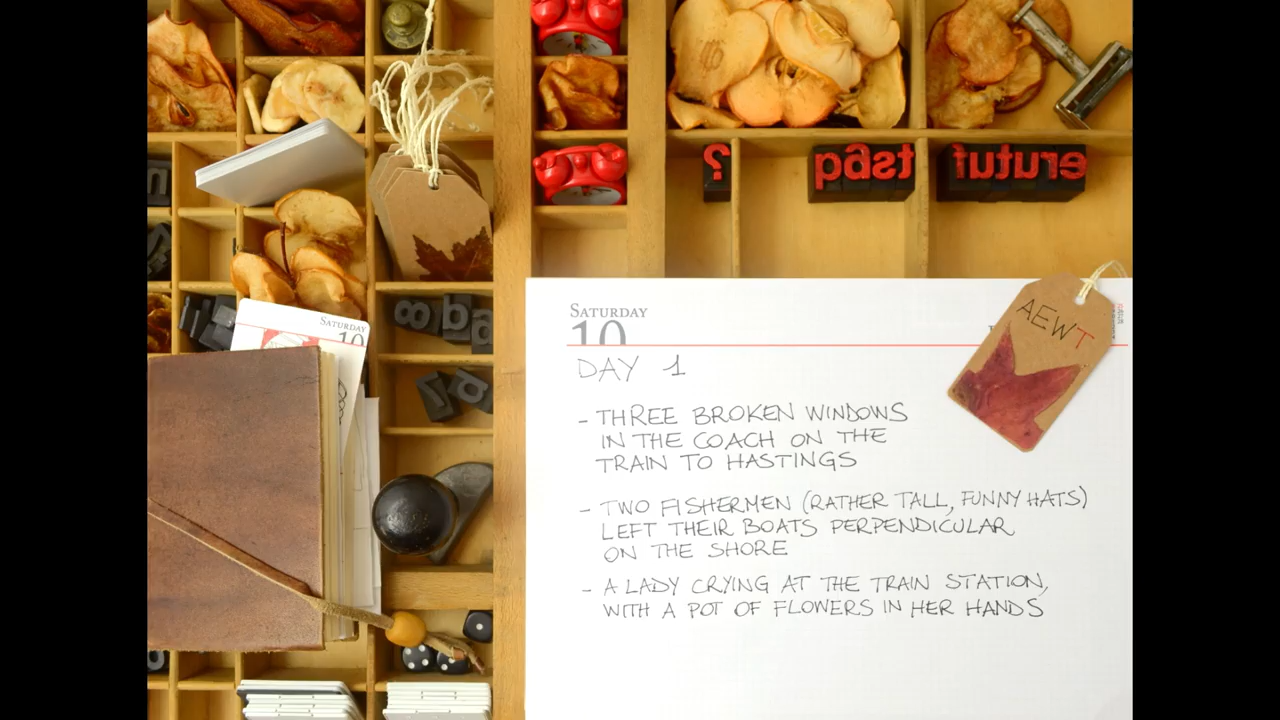 ?
past
future
SATURDAY
10
SATURDAY
10
AEWT
DAY 1
- THREE BROKEN WINDOWS
IN THE COACH ON THE
TRAIN TO HASTINGS
- TWO FISHERMEN (RATHER TALL, FUNNY HATS)
LEFT THEIR BOATS PERPENDICULAR
ON THE SHORE
- A LADY CRYING AT THE TRAIN STATION,
WITH A POT OF FLOWERS IN HER HANDS